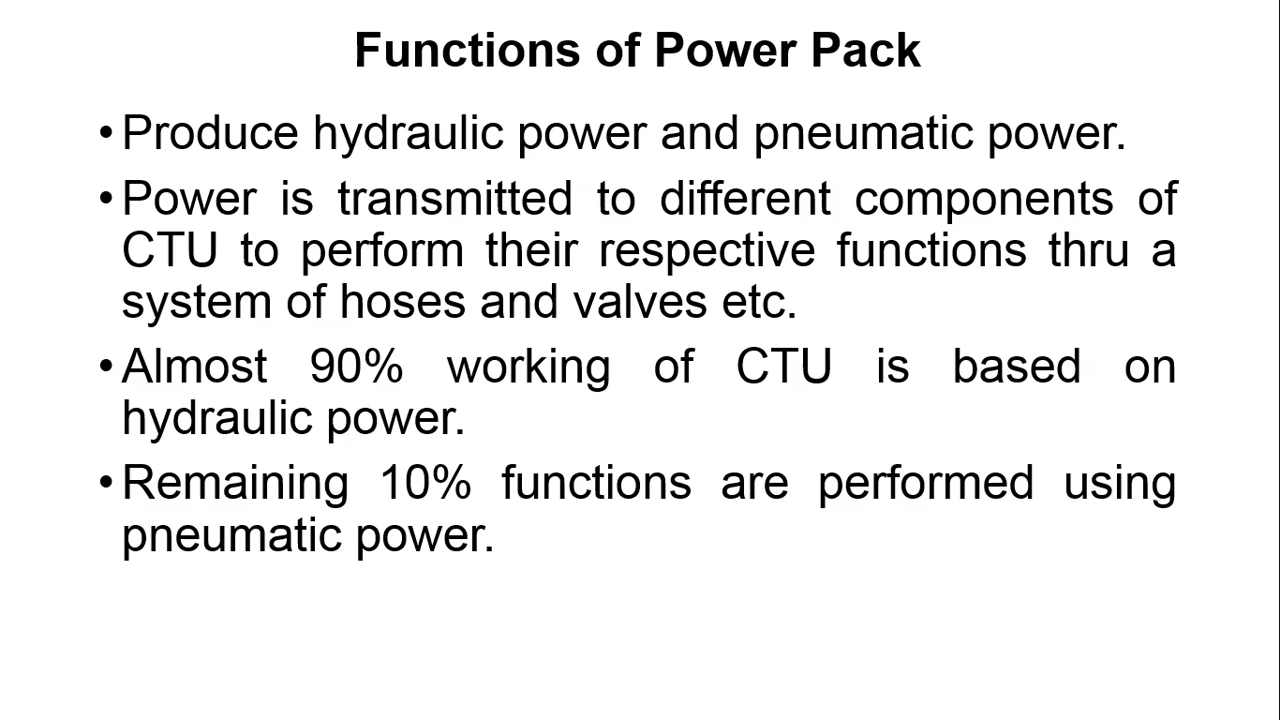 Functions of Power Pack
• Produce hydraulic power and pneumatic power.
• Power is transmitted to different components of
CTU to perform their respective functions thru a
system of hoses and valves etc.
• Almost 90% working of CTU is based on
hydraulic power.
• Remaining 10% functions are performed using
pneumatic power.